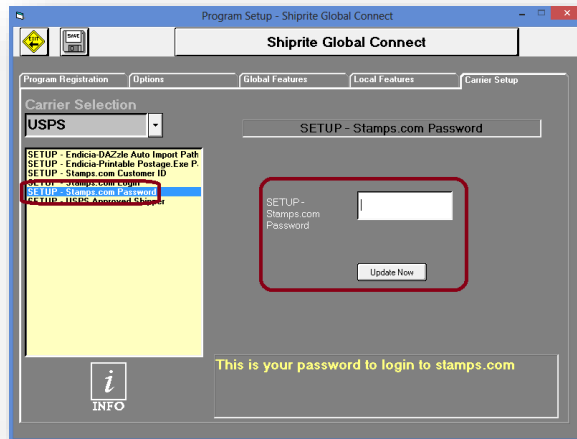 Program Setup - Shiprite Global Connect
EXIT
SAVE
Shiprite Global Connect
Program Registration
Options
Global Features
Local Features
Carrier Setup
Carrier Selection
USPS
SETUP - Stamps.com Password
SETUP - Endicia-DAZzle Auto Import Path
SETUP - Endicia-Printable Postage.Exe P
SETUP - Stamps.com Customer ID
SETUP - Stamps.com Login
SETUP - Stamps.com Password
SETUP - USPS Approved Shipper
SETUP -
Stamps.com
Password
Update Now
This is your password to login to stamps.com
i
INFO